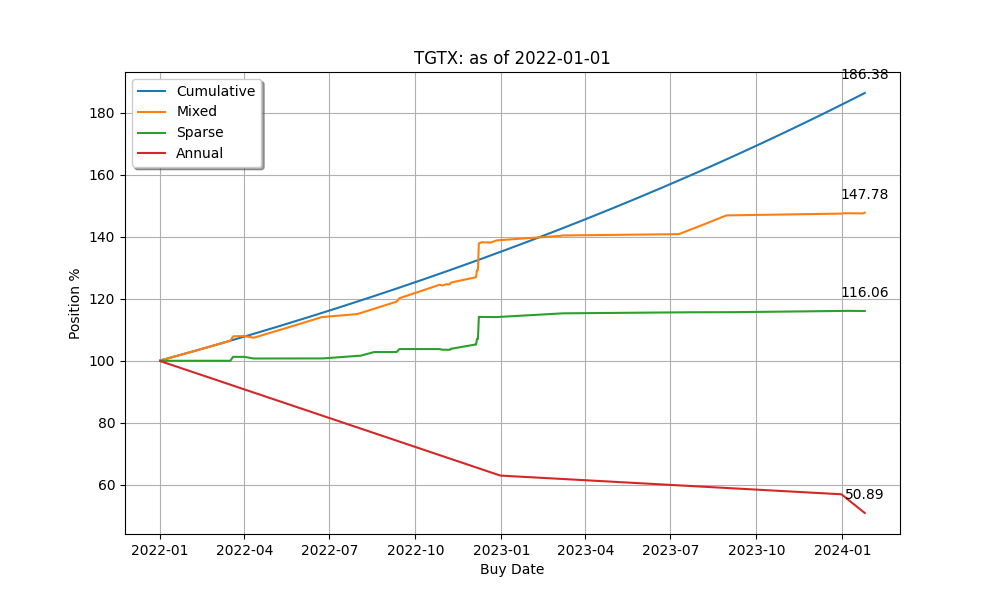 TGTX: as of 2022-01-01
Cumulative
Mixed
Sparse
Annual
186.38
147.78
116.06
50.89
Position %
180
160
140
120
100
80
60
2022-01 2022-04 2022-07 2022-10 2023-01 2023-04 2023-07 2023-10 2024-01
Buy Date